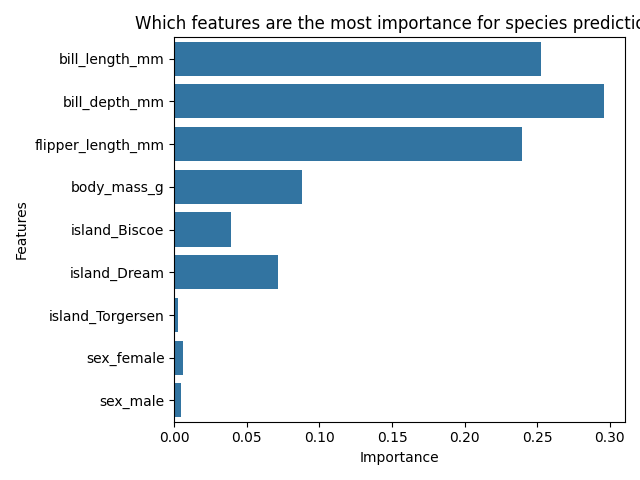 Which features are the most importance for species predictio
bill_length_mm
bill_depth_mm
flipper_length_mm
body_mass_g
island_Biscoe
island_Dream
island_Torgersen
sex_female
sex_male
Features
0.00 0.05 0.10 0.15 0.20 0.25 0.30
Importance